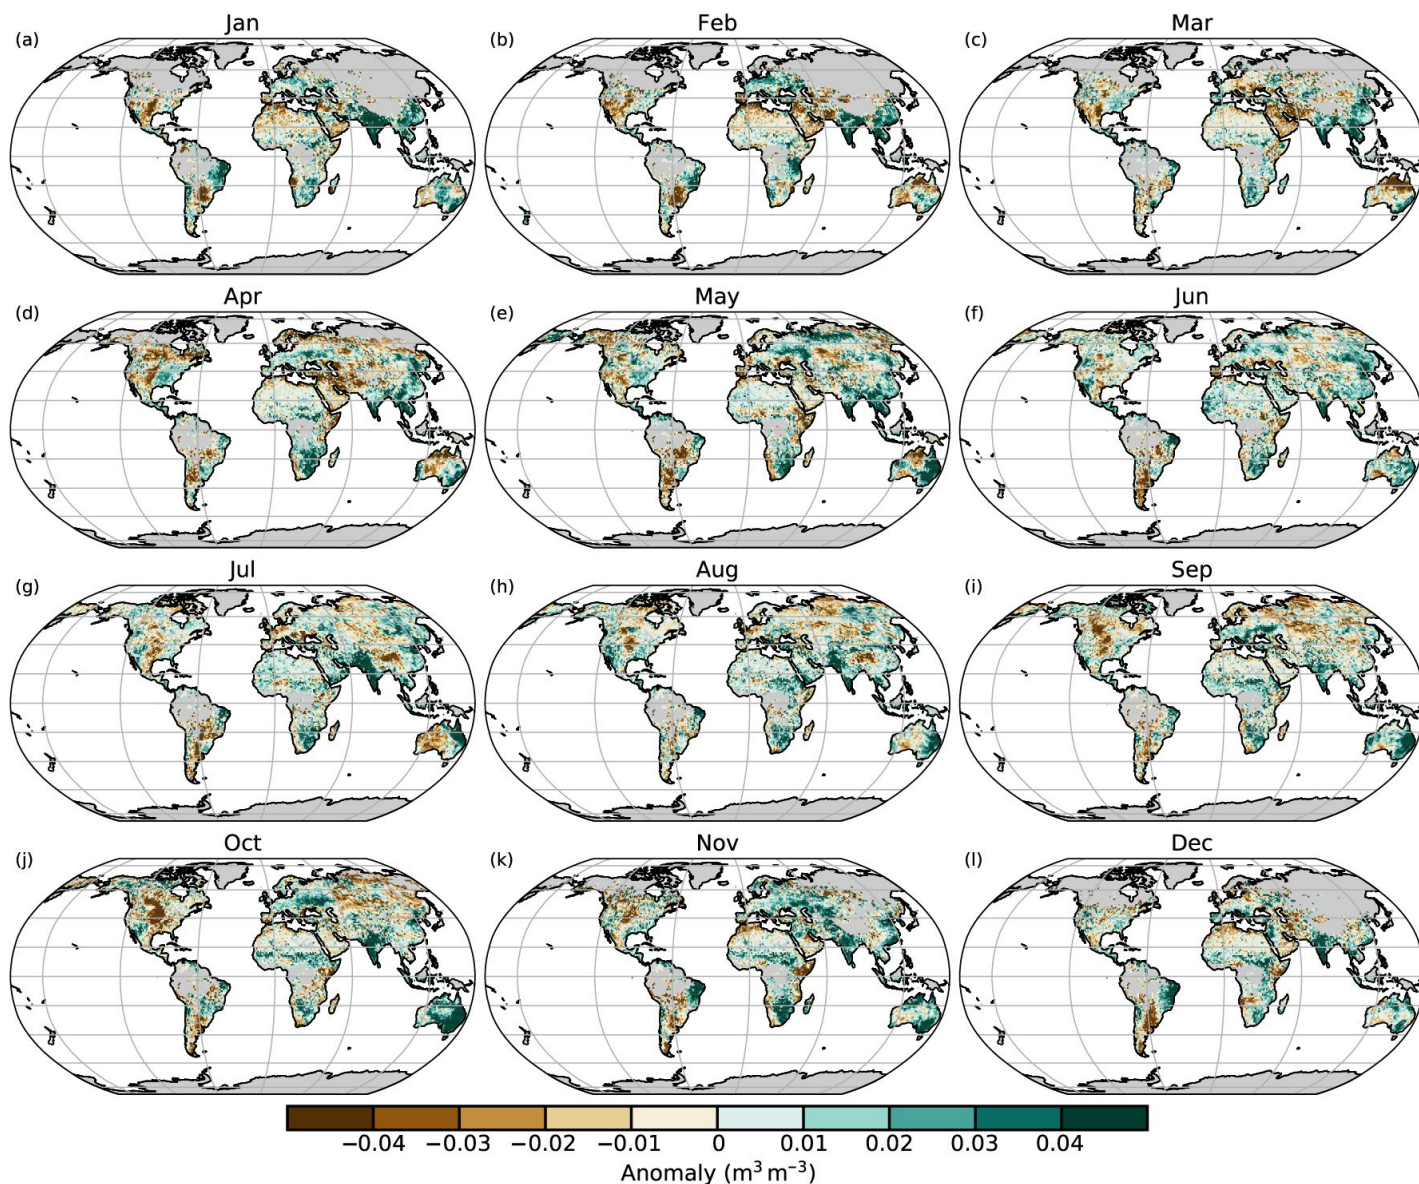 Jan
Feb
Mar
(a)
(b)
(c)
Apr
May
Jun
(d)
(e)
(f)
Jul
Aug
Sep
(g)
(h)
(i)
Oct
Nov
Dec
(j)
(k)
(l)
−0.04 −0.03 −0.02 −0.01 0 0.01 0.02 0.03 0.04
Anomaly (m³ m⁻³)